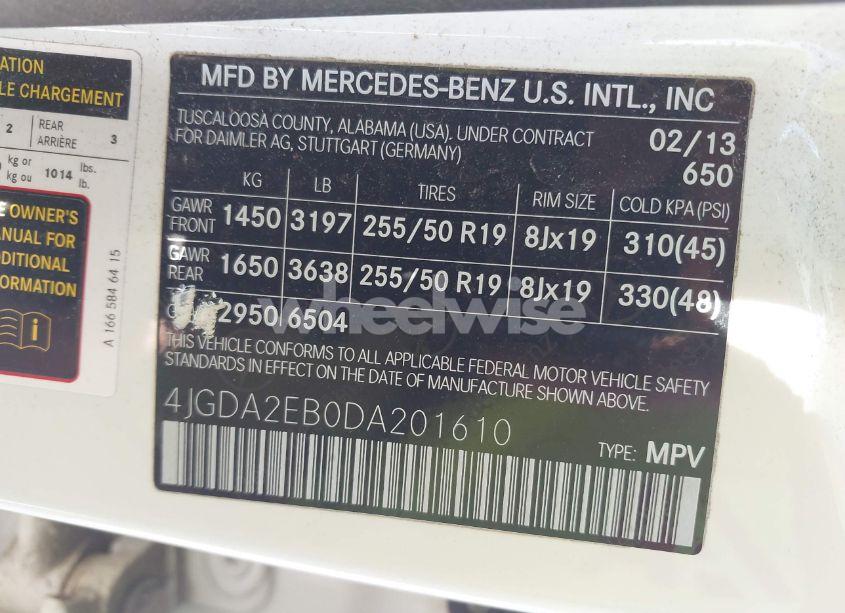 ATION
LE CHARGEMENT
2 REAR ARRIÈRE 3
kg or kg ou 1014 lbs. lb.
E OWNER'S
ANUAL FOR
DDITIONAL
FORMATION
i
A 166 584 64 15
MFD BY MERCEDES-BENZ U.S. INTL., INC
TUSCALOOSA COUNTY, ALABAMA (USA). UNDER CONTRACT
FOR DAIMLER AG, STUTTGART (GERMANY)
02/13
650
KG LB TIRES RIM SIZE COLD KPA (PSI)
GAWR FRONT 1450 3197 255/50 R19 8Jx19 310(45)
GAWR REAR 1650 3638 255/50 R19 8Jx19 330(48)
2950 6504
wheelwise
THIS VEHICLE CONFORMS TO ALL APPLICABLE FEDERAL MOTOR VEHICLE SAFETY
STANDARDS IN EFFECT ON THE DATE OF MANUFACTURE SHOWN ABOVE.
4JGDA2EB0DA201610
TYPE: MPV